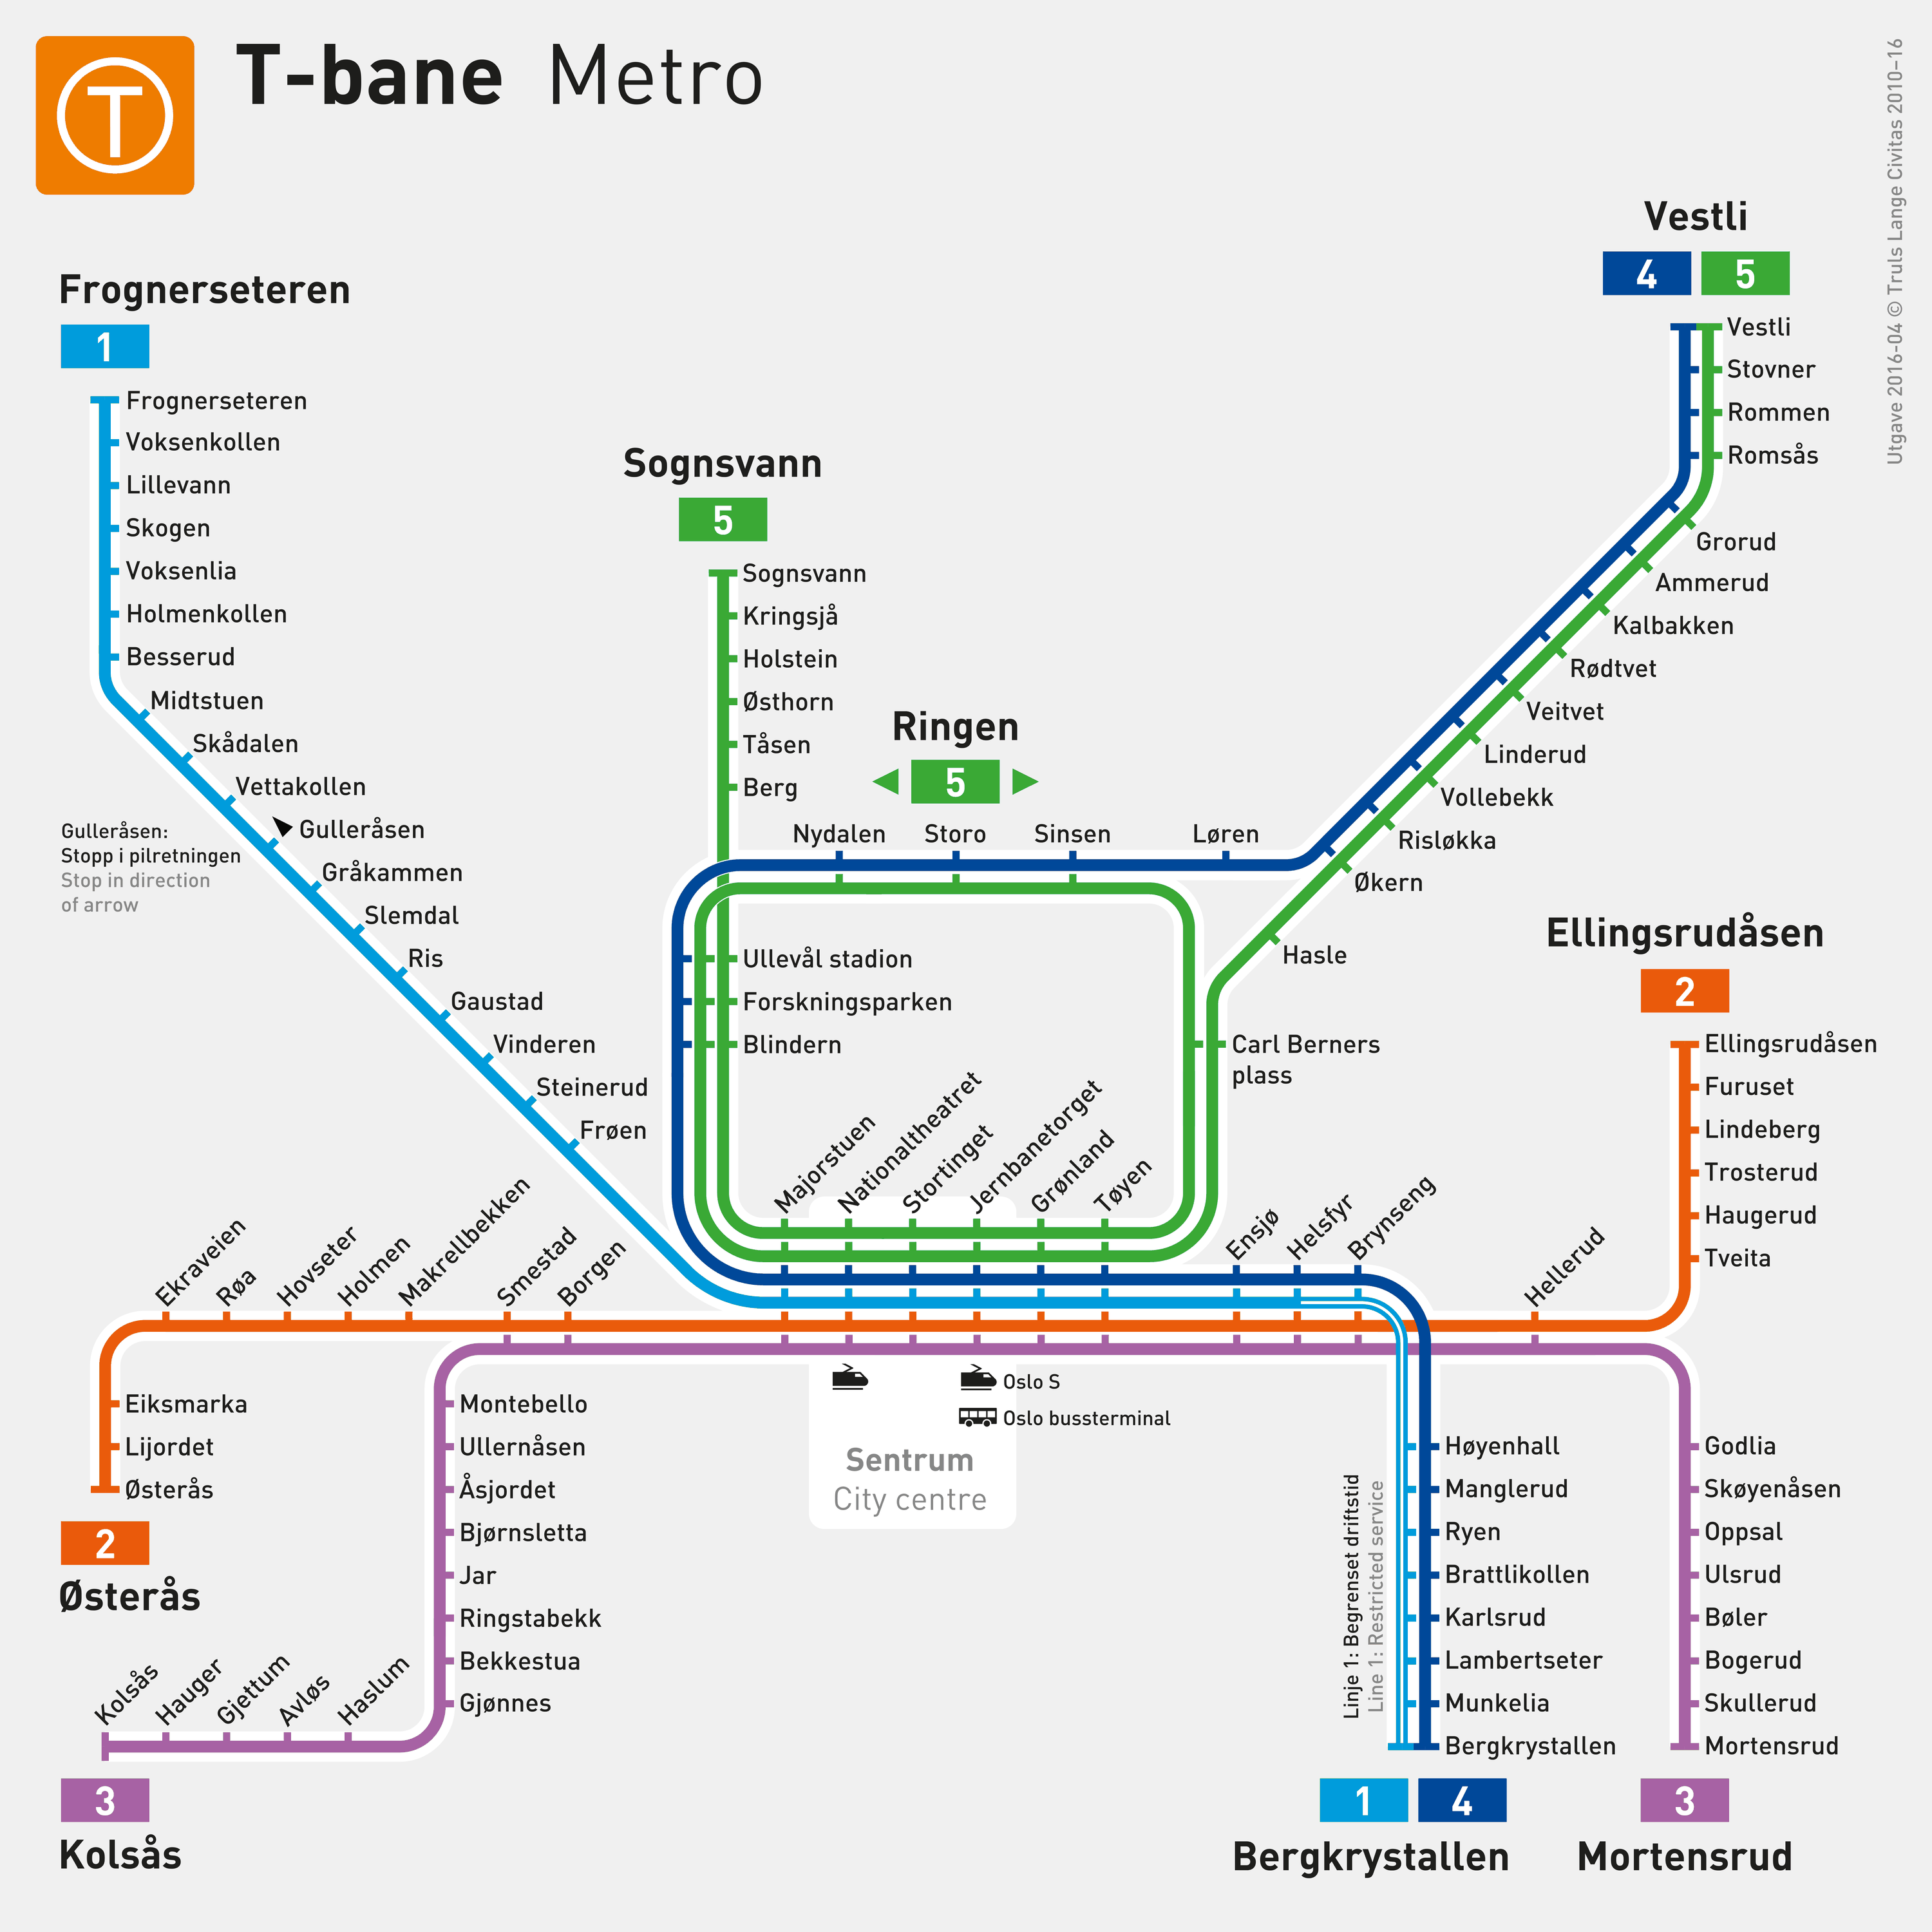 T
T-bane Metro
Utgave 2016-04 © Truls Lange Civitas 2010–16
Frognerseteren
1
Frognerseteren
Voksenkollen
Lillevann
Skogen
Voksenlia
Holmenkollen
Besserud
Midtstuen
Skådalen
Vettakollen
Gulleråsen
Gråkammen
Slemdal
Ris
Gaustad
Vinderen
Steinerud
Frøen
Gulleråsen:
Stopp i pilretningen
Stop in direction
of arrow
Sognsvann
5
Sognsvann
Kringsjå
Holstein
Østhorn
Tåsen
Berg
Ringen
5
Nydalen
Storo
Sinsen
Løren
Ullevål stadion
Forskningsparken
Blindern
Vestli
4
5
Vestli
Stovner
Rommen
Romsås
Grorud
Ammerud
Kalbakken
Rødtvet
Veitvet
Linderud
Vollebekk
Risløkka
Økern
Hasle
Carl Berners
plass
Ellingsrudåsen
2
Ellingsrudåsen
Furuset
Lindeberg
Trosterud
Haugerud
Tveita
Ekraveien
Røa
Hovseter
Holmen
Makrellbekken
Smestad
Borgen
Majorstuen
Nationaltheatret
Stortinget
Jernbanetorget
Grønland
Tøyen
Ensjø
Helsfyr
Brynseng
Hellerud
Eiksmarka
Lijordet
Østerås
2
Østerås
Montebello
Ullernåsen
Åsjordet
Bjørnsletta
Jar
Ringstabekk
Bekkestua
Gjønnes
Kolsås
Hauger
Gjettum
Avløs
Haslum
3
Kolsås
Oslo S
Oslo bussterminal
Sentrum
City centre
Linje 1: Begrenset driftstid
Line 1: Restricted service
Høyenhall
Manglerud
Ryen
Brattlikollen
Karlsrud
Lambertseter
Munkelia
Bergkrystallen
1
4
Bergkrystallen
Godlia
Skøyenåsen
Oppsal
Ulsrud
Bøler
Bogerud
Skullerud
Mortensrud
3
Mortensrud